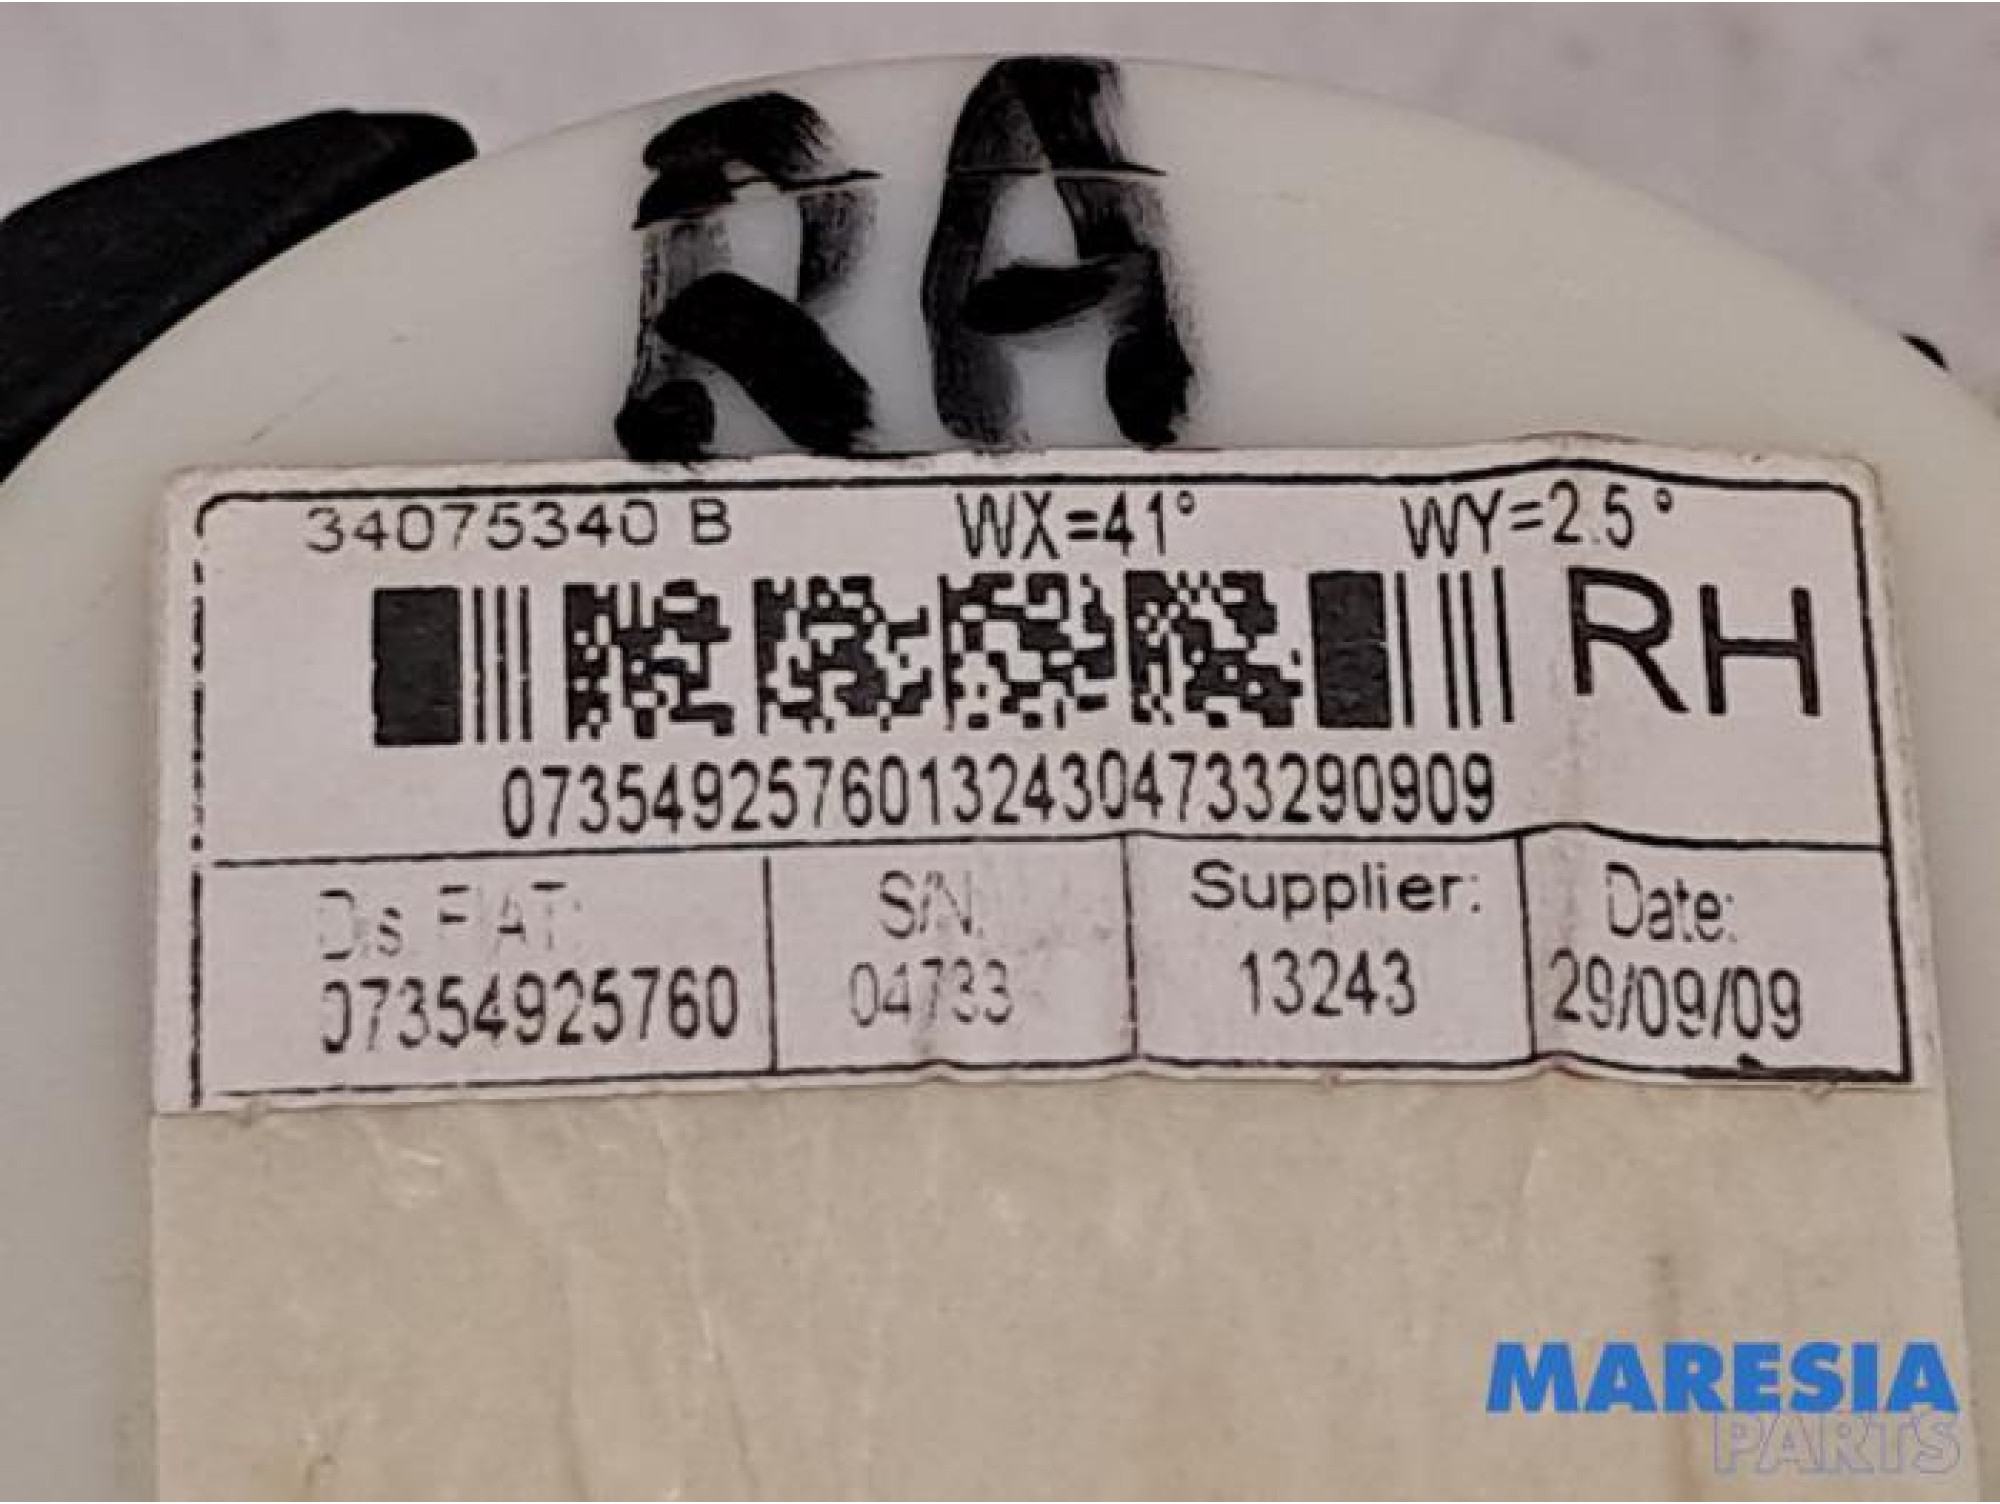 RA
34075340 B WX=41° WY=2.5°
RH
07354925760132430473329090​9
Dis FIAT: S/N. Supplier: Date:
07354925760 04733 13243 29/09/09
MARESIA
PARTS